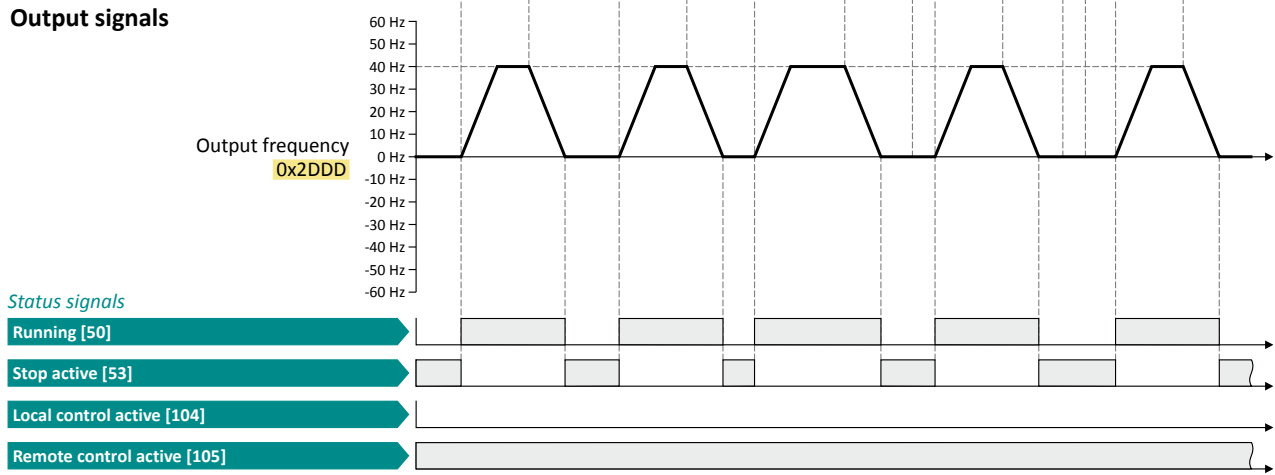 Output signals
60 Hz
50 Hz
40 Hz
30 Hz
20 Hz
10 Hz
0 Hz
-10 Hz
-20 Hz
-30 Hz
-40 Hz
-50 Hz
-60 Hz
Output frequency
0x2DDD
Status signals
Running [50]
Stop active [53]
Local control active [104]
Remote control active [105]